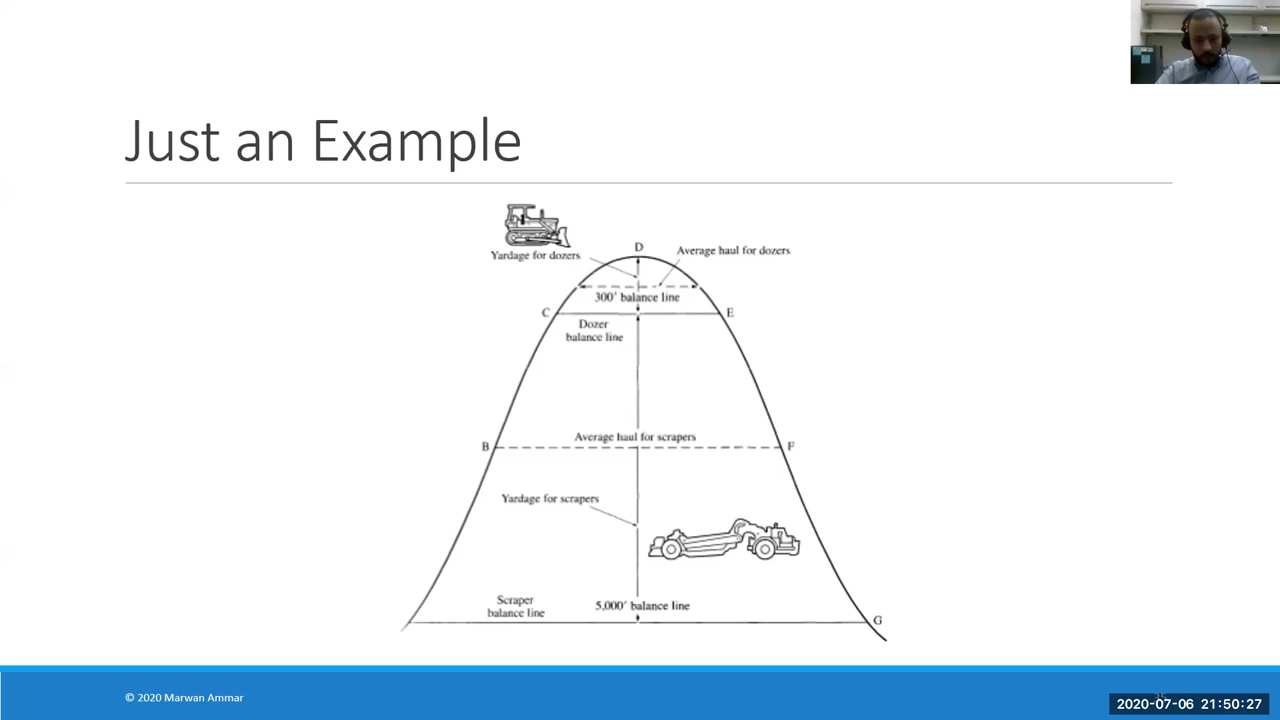 Just an Example
D
Yardage for dozers
Average haul for dozers
300' balance line
C
E
Dozer
balance line
Average haul for scrapers
B
F
Yardage for scrapers
Scraper
balance line
5,000' balance line
G
© 2020 Marwan Ammar
2020-07-06 21:50:27